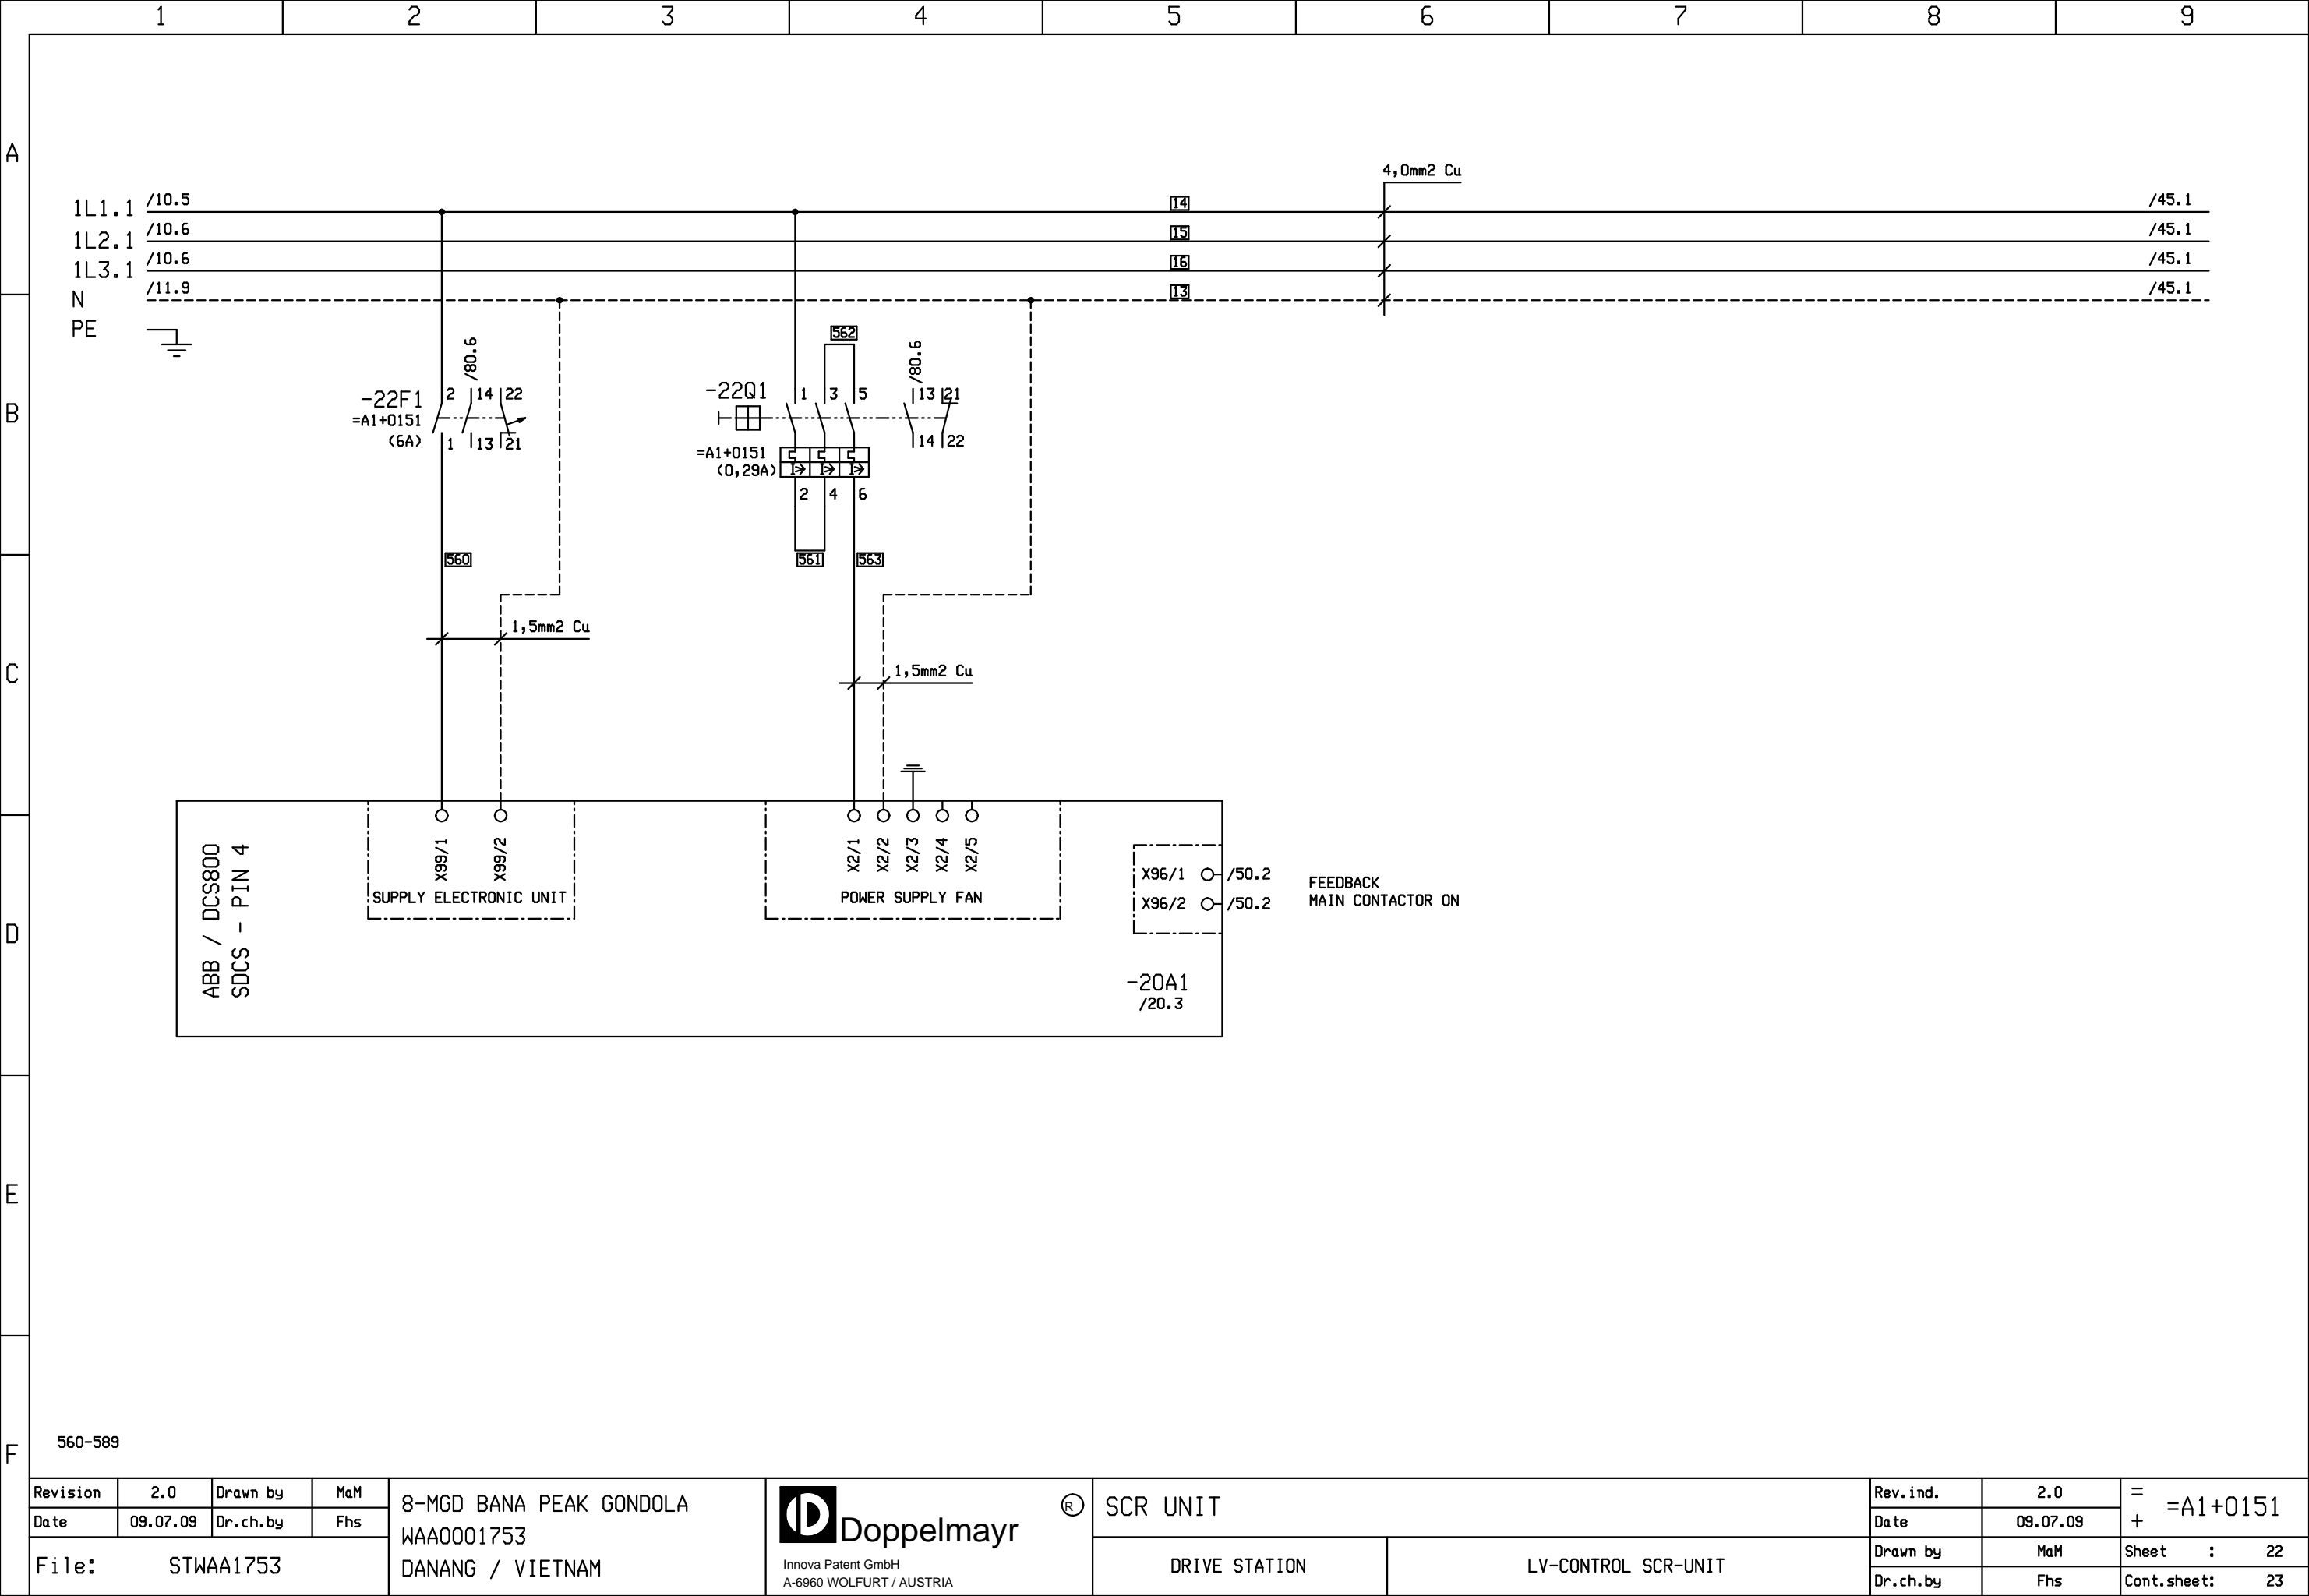 1 2 3 4 5 6 7 8 9
A
4,0mm2 Cu
1L1.1 /10.5 14 /45.1
1L2.1 /10.6 15 /45.1
1L3.1 /10.6 16 /45.1
N /11.9 13 /45.1
PE
562
/80.6 /80.6
B
-22F1 2 14 22
=A1+0151
(6A) 1 13 21
-22Q1 1 3 5 13 21
14 22
=A1+0151
(0,29A)
I> I> I>
2 4 6
560 561 563
1,5mm2 Cu
C
1,5mm2 Cu
ABB / DCS800
SDCS - PIN 4
X99/1 X99/2
SUPPLY ELECTRONIC UNIT
X2/1 X2/2 X2/3 X2/4 X2/5
POWER SUPPLY FAN
X96/1 /50.2
X96/2 /50.2
FEEDBACK
MAIN CONTACTOR ON
D
-20A1
/20.3
E
F
560-589
Revision 2.0 Drawn by MaM
Date 09.07.09 Dr.ch.by Fhs
File: STWAA1753
8-MGD BANA PEAK GONDOLA
WAA0001753
DANANG / VIETNAM
Doppelmayr
R
Innova Patent GmbH
A-6960 WOLFURT / AUSTRIA
SCR UNIT
DRIVE STATION LV-CONTROL SCR-UNIT
Rev.ind. 2.0
Date 09.07.09
Drawn by MaM
Dr.ch.by Fhs
=
+
=A1+0151
Sheet : 22
Cont.sheet: 23